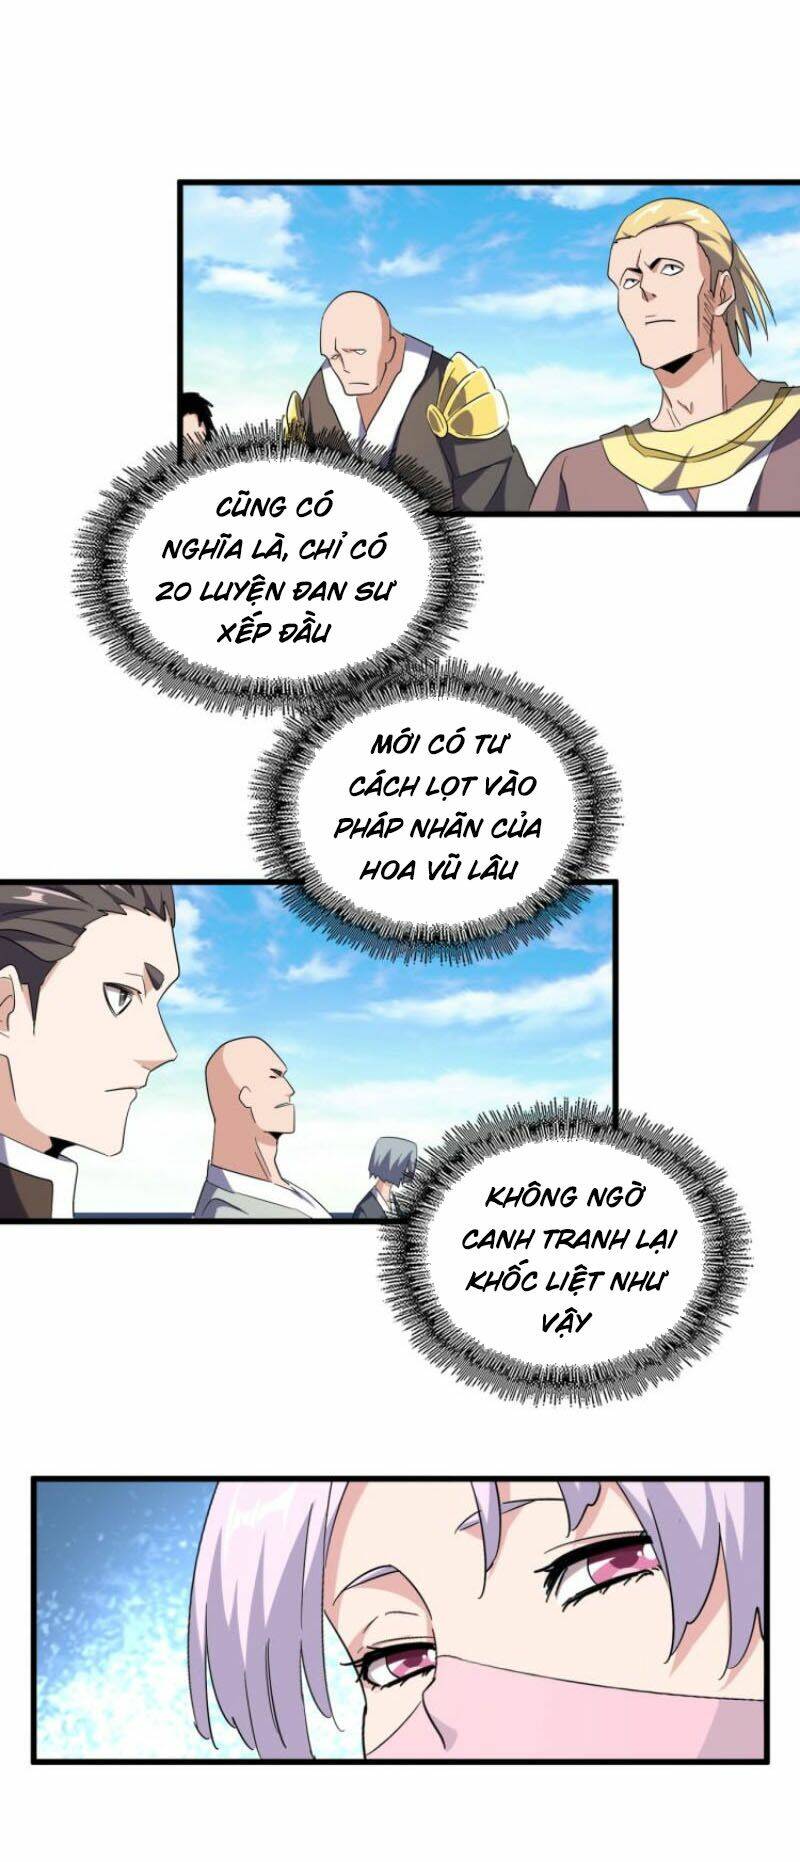 CŨNG CÓ
NGHĨA LÀ, CHỈ CÓ
20 LUYỆN ĐAN SƯ
XẾP ĐẦU
MỚI CÓ TƯ
CÁCH LỌT VÀO
PHÁP NHÃN CỦA
HOA VŨ LÂU
KHÔNG NGỜ
CANH TRANH LẠI
KHỐC LIỆT NHƯ
VẬY